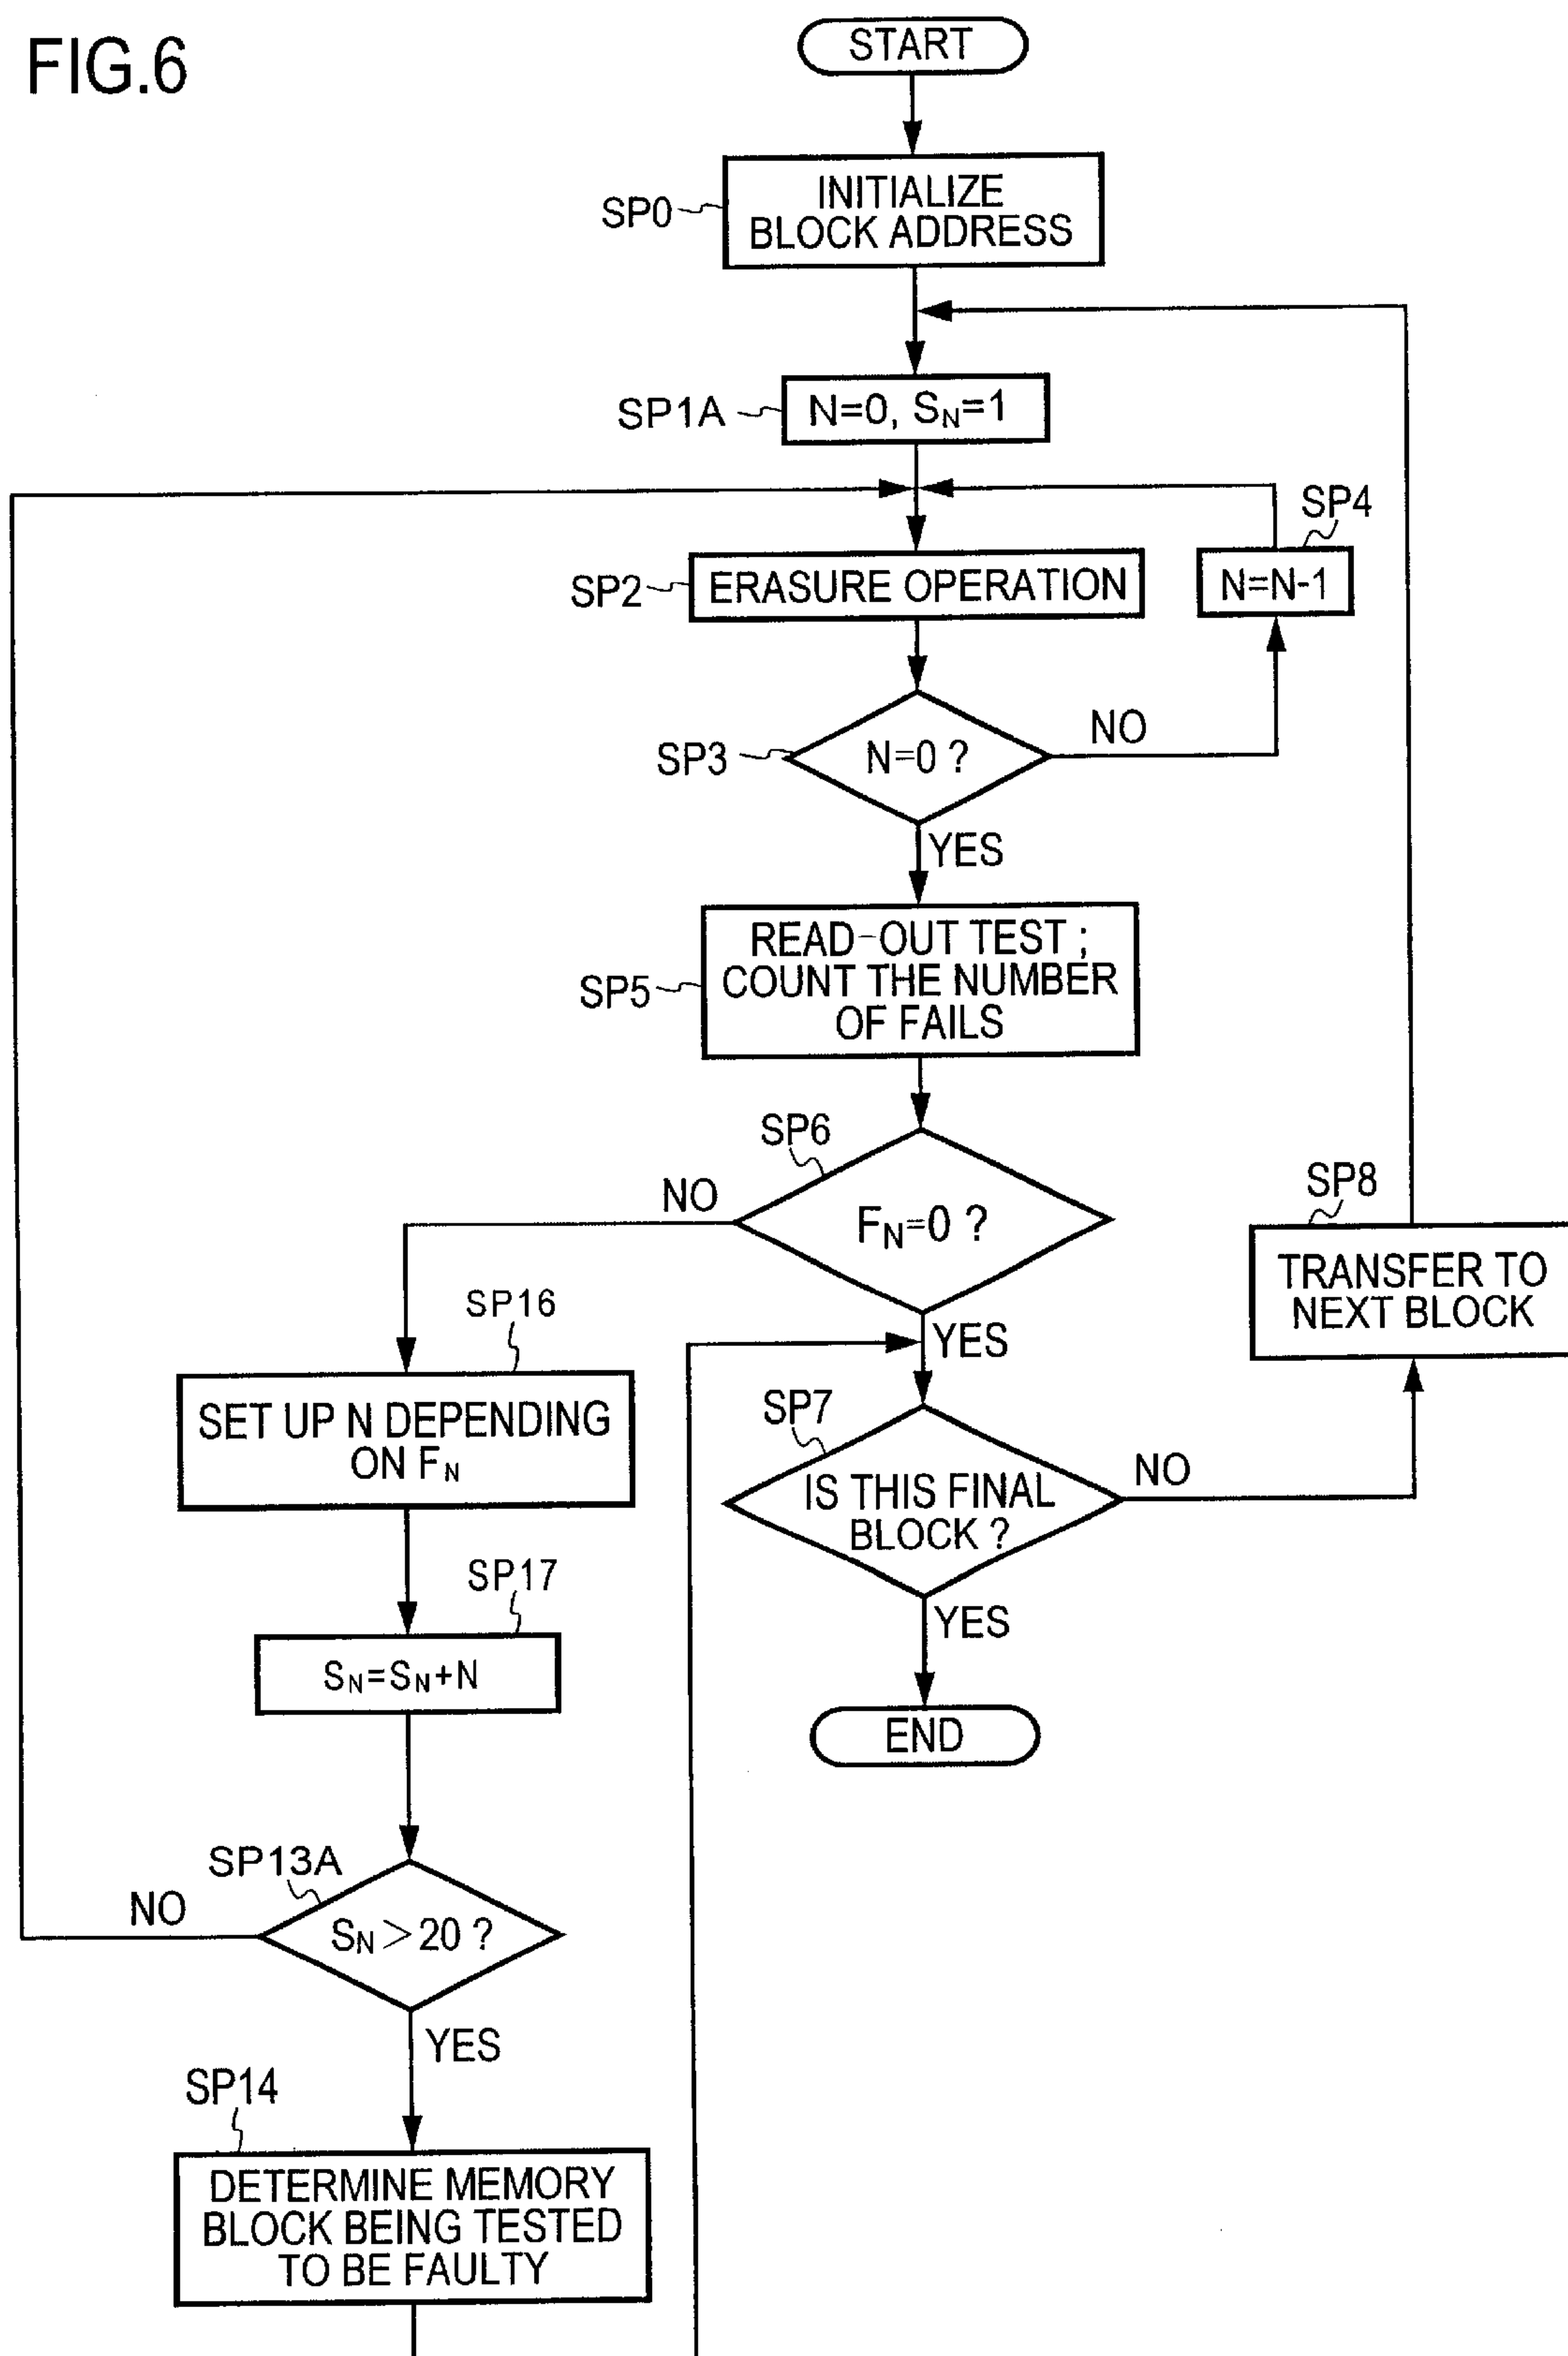 FIG.6
START
SP0
INITIALIZE
BLOCK ADDRESS
SP1A
N=0, SN=1
SP4
SP2
ERASURE OPERATION
N=N-1
SP3
N=0 ?
NO
YES
SP5
READ-OUT TEST ;
COUNT THE NUMBER
OF FAILS
SP6
NO
FN=0 ?
YES
SP8
TRANSFER TO
NEXT BLOCK
SP16
SET UP N DEPENDING
ON FN
SP7
IS THIS FINAL
BLOCK ?
NO
YES
END
SP17
SN=SN+N
SP13A
NO
SN>20 ?
YES
SP14
DETERMINE MEMORY
BLOCK BEING TESTED
TO BE FAULTY